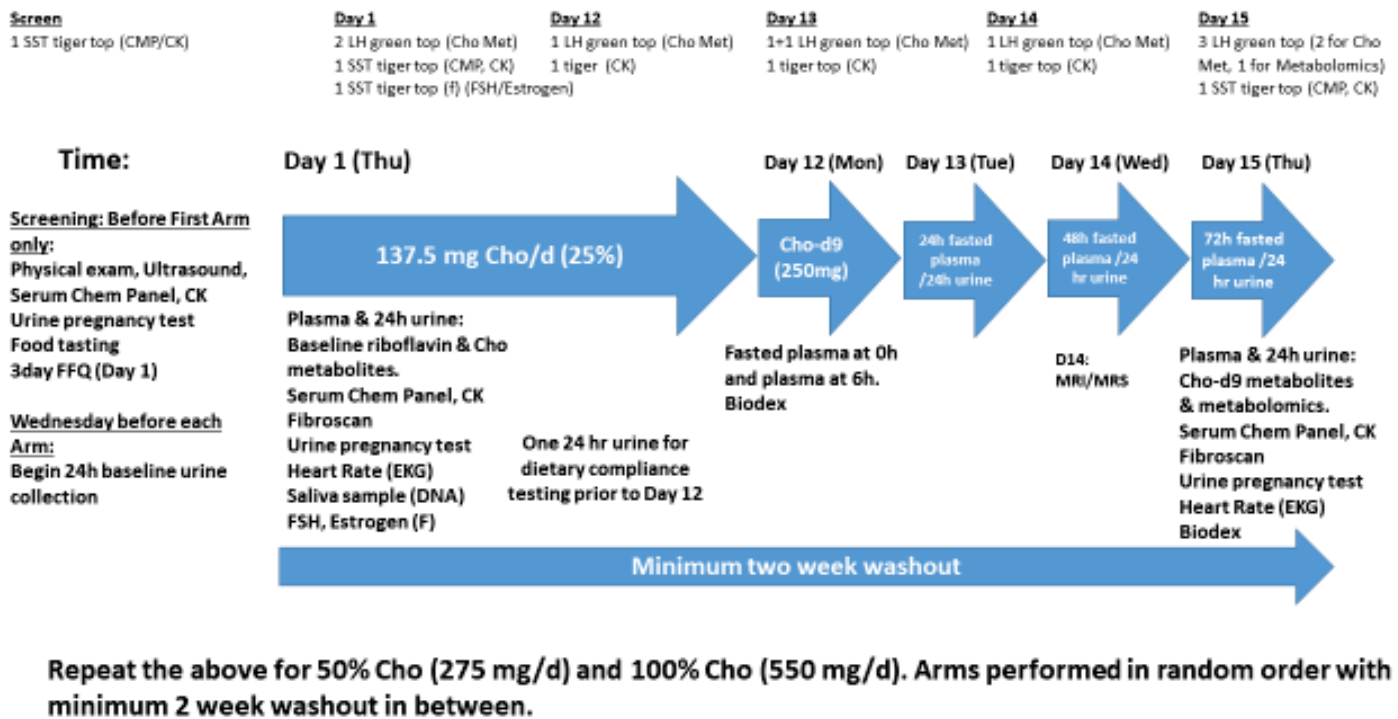 Screen
1 SST tiger top (CMP/CK)
Day 1
2 LH green top (Cho Met)
1 SST tiger top (CMP, CK)
1 SST tiger top (f) (FSH/Estrogen)
Day 12
1 LH green top (Cho Met)
1 tiger (CK)
Day 13
1+1 LH green top (Cho Met)
1 tiger top (CK)
Day 14
1 LH green top (Cho Met)
1 tiger top (CK)
Day 15
3 LH green top (2 for Cho
Met, 1 for Metabolomics)
1 SST tiger top (CMP, CK)
Time:
Day 1 (Thu)
Day 12 (Mon)
Day 13 (Tue)
Day 14 (Wed)
Day 15 (Thu)
Screening: Before First Arm
only:
Physical exam, Ultrasound,
Serum Chem Panel, CK
Urine pregnancy test
Food tasting
3day FFQ (Day 1)
Wednesday before each
Arm:
Begin 24h baseline urine
collection
137.5 mg Cho/d (25%)
Cho-d9
(250mg)
24h fasted
plasma
/24h urine
48h fasted
plasma /24
hr urine
72h fasted
plasma /24
hr urine
Plasma & 24h urine:
Baseline riboflavin & Cho
metabolites.
Serum Chem Panel, CK
Fibroscan
Urine pregnancy test
Heart Rate (EKG)
Saliva sample (DNA)
FSH, Estrogen (F)
One 24 hr urine for
dietary compliance
testing prior to Day 12
Fasted plasma at 0h
and plasma at 6h.
Biodex
D14:
MRI/MRS
Plasma & 24h urine:
Cho-d9 metabolites
& metabolomics.
Serum Chem Panel, CK
Fibroscan
Urine pregnancy test
Heart Rate (EKG)
Biodex
Minimum two week washout
Repeat the above for 50% Cho (275 mg/d) and 100% Cho (550 mg/d). Arms performed in random order with
minimum 2 week washout in between.